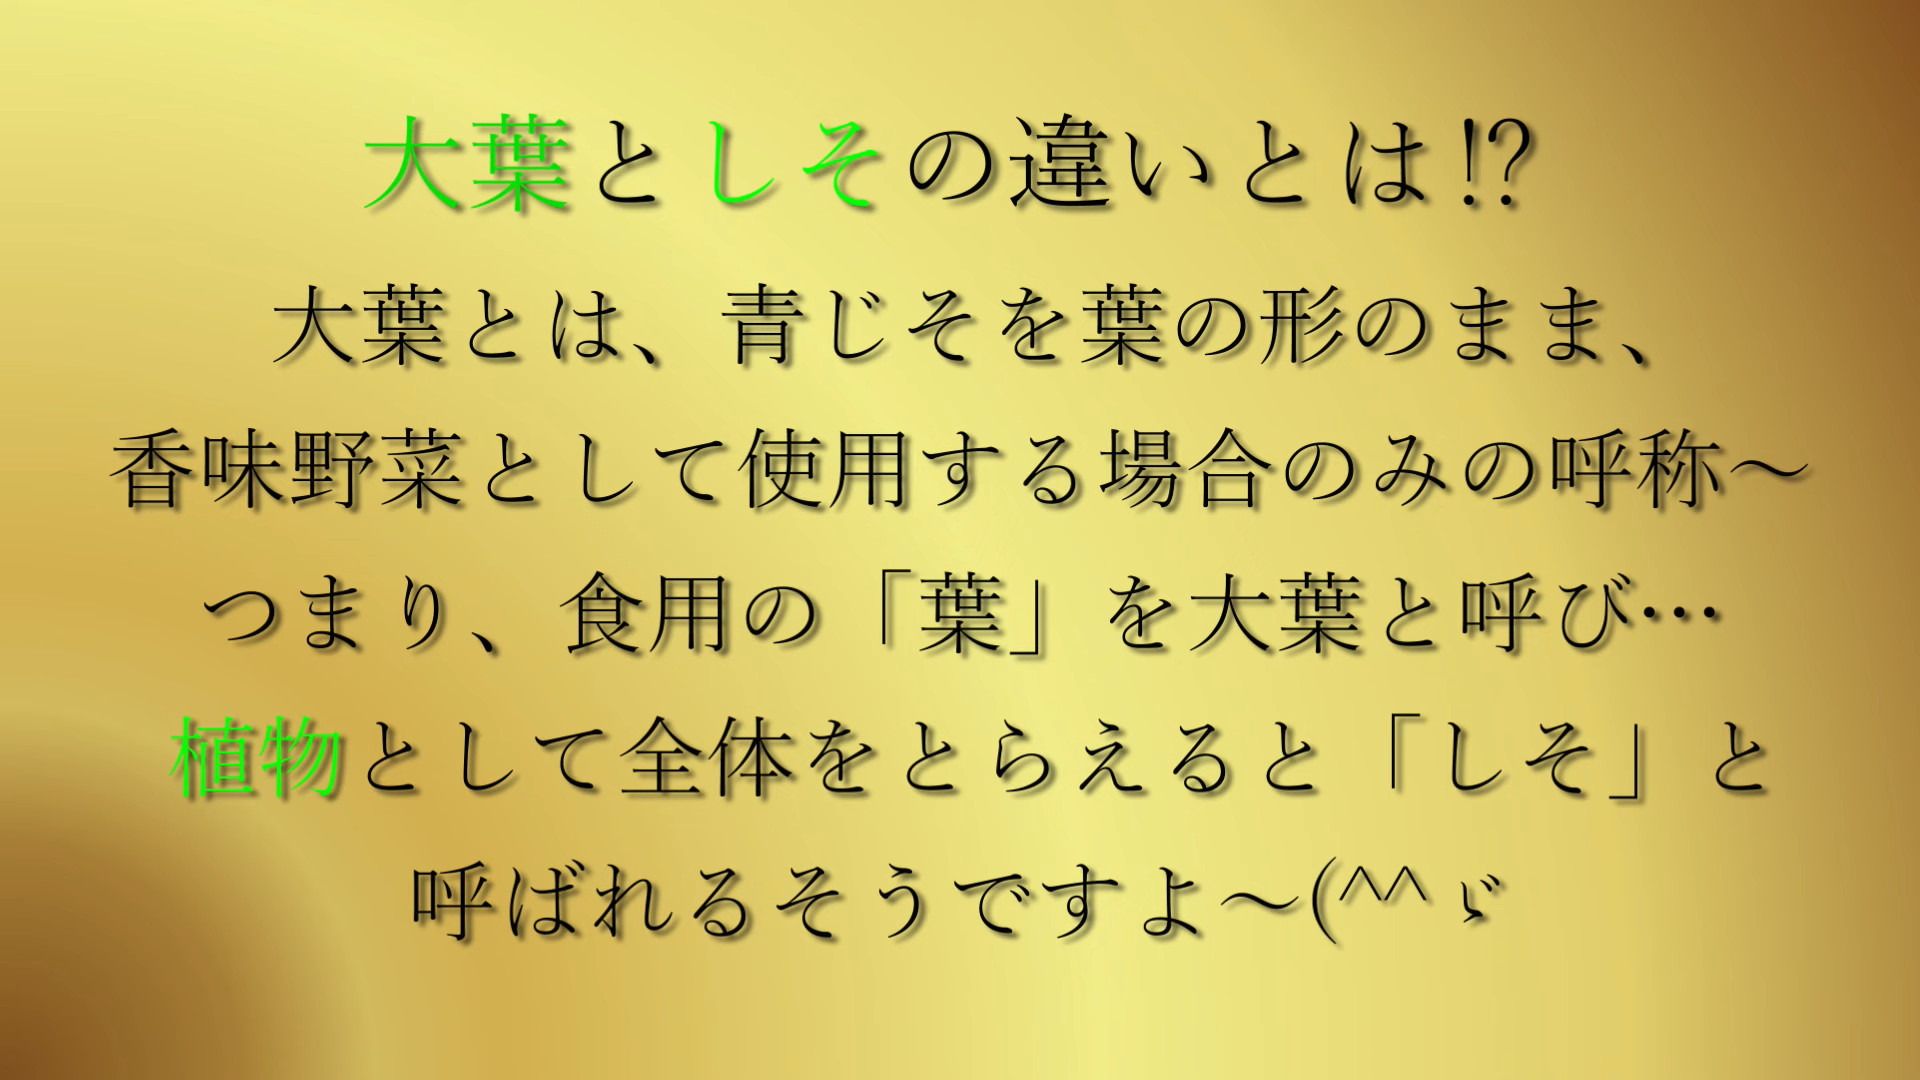 大葉としその違いとは⁉
大葉とは、青じそを葉の形のまま、
香味野菜として使用する場合のみの呼称～
つまり、食用の「葉」を大葉と呼び…
植物として全体をとらえると「しそ」と
呼ばれるそうですよ～(^^ゞ